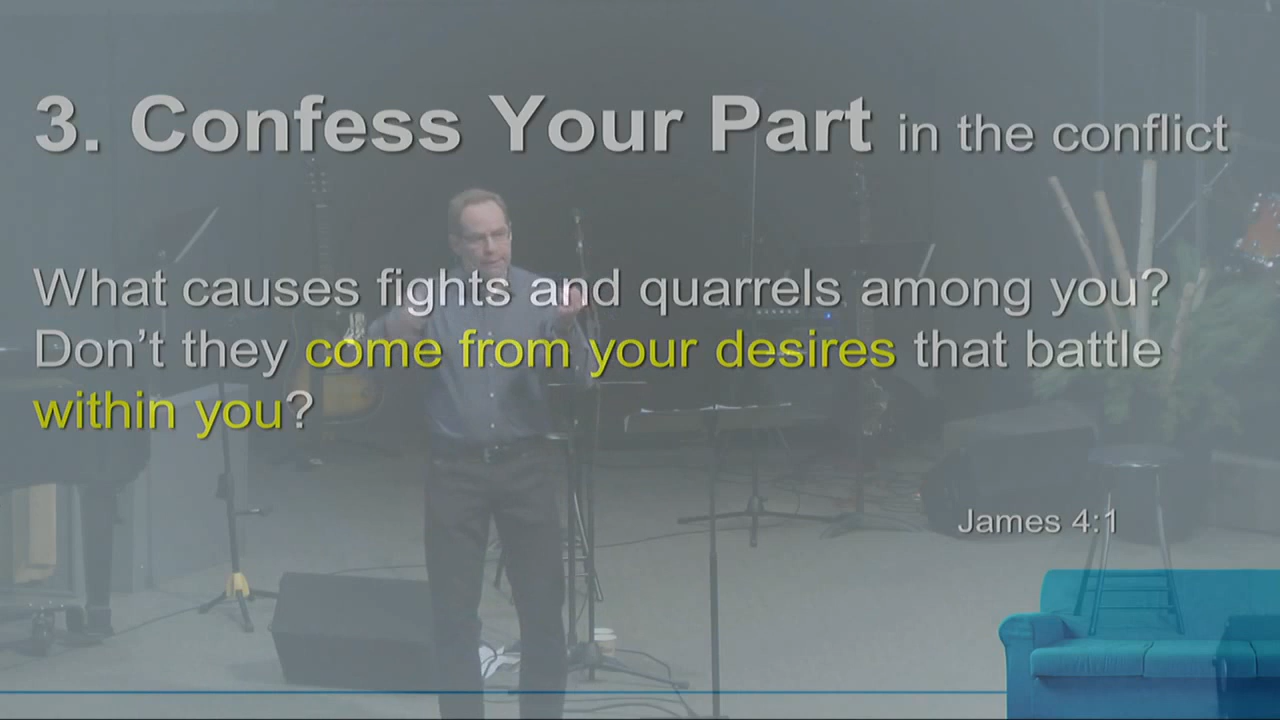 3. Confess Your Part in the conflict
What causes fights and quarrels among you?
Don’t they come from your desires that battle
within you?
James 4:1